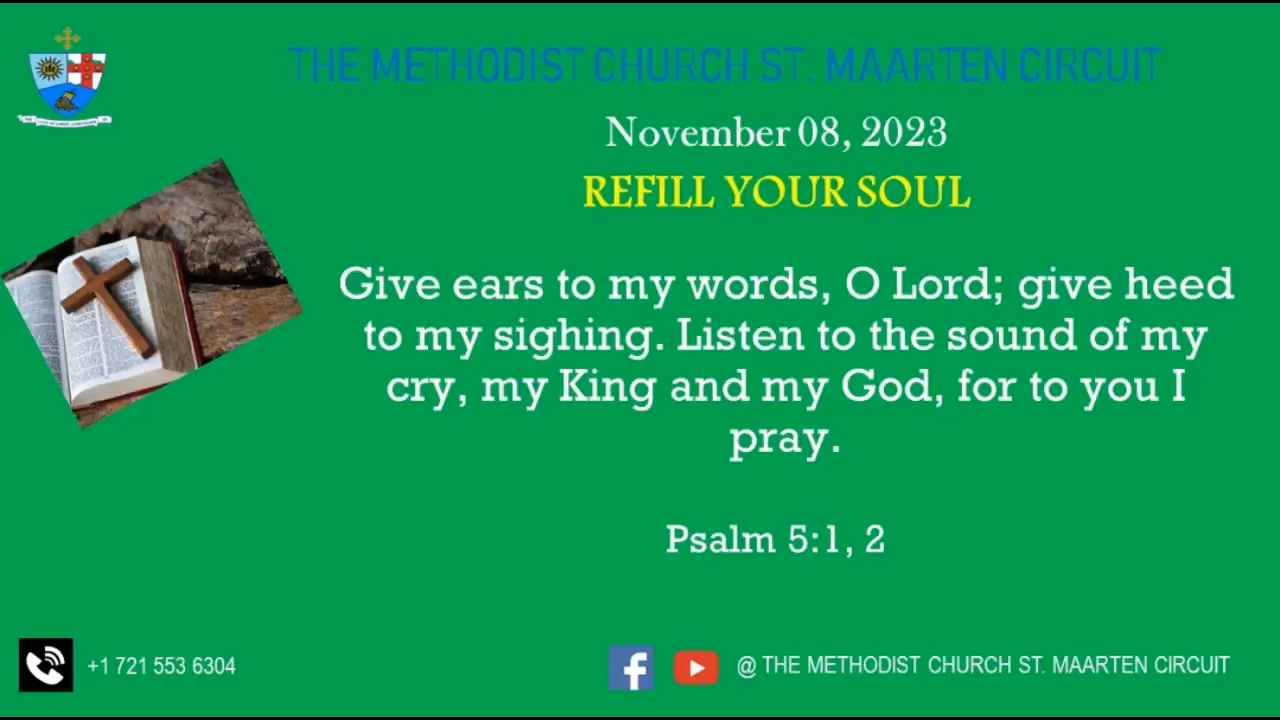 THE METHODIST CHURCH ST. MAARTEN CIRCUIT
November 08, 2023
REFILL YOUR SOUL
Give ears to my words, O Lord; give heed
to my sighing. Listen to the sound of my
cry, my King and my God, for to you I
pray.
Psalm 5:1, 2
+1 721 553 6304
@ THE METHODIST CHURCH ST. MAARTEN CIRCUIT